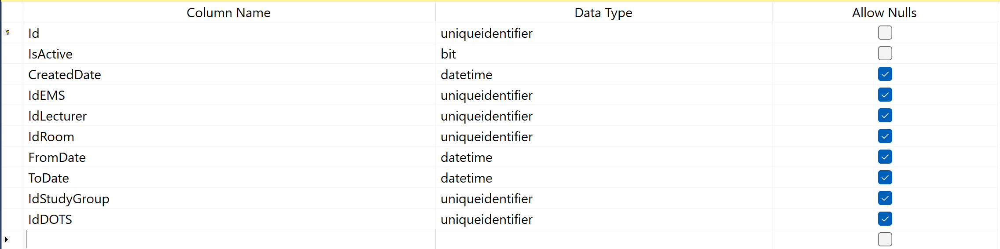 Column Name Data Type Allow Nulls
Id uniqueidentifier
IsActive bit
CreatedDate datetime
IdEMS uniqueidentifier
IdLecturer uniqueidentifier
IdRoom uniqueidentifier
FromDate datetime
ToDate datetime
IdStudyGroup uniqueidentifier
IdDOTS uniqueidentifier